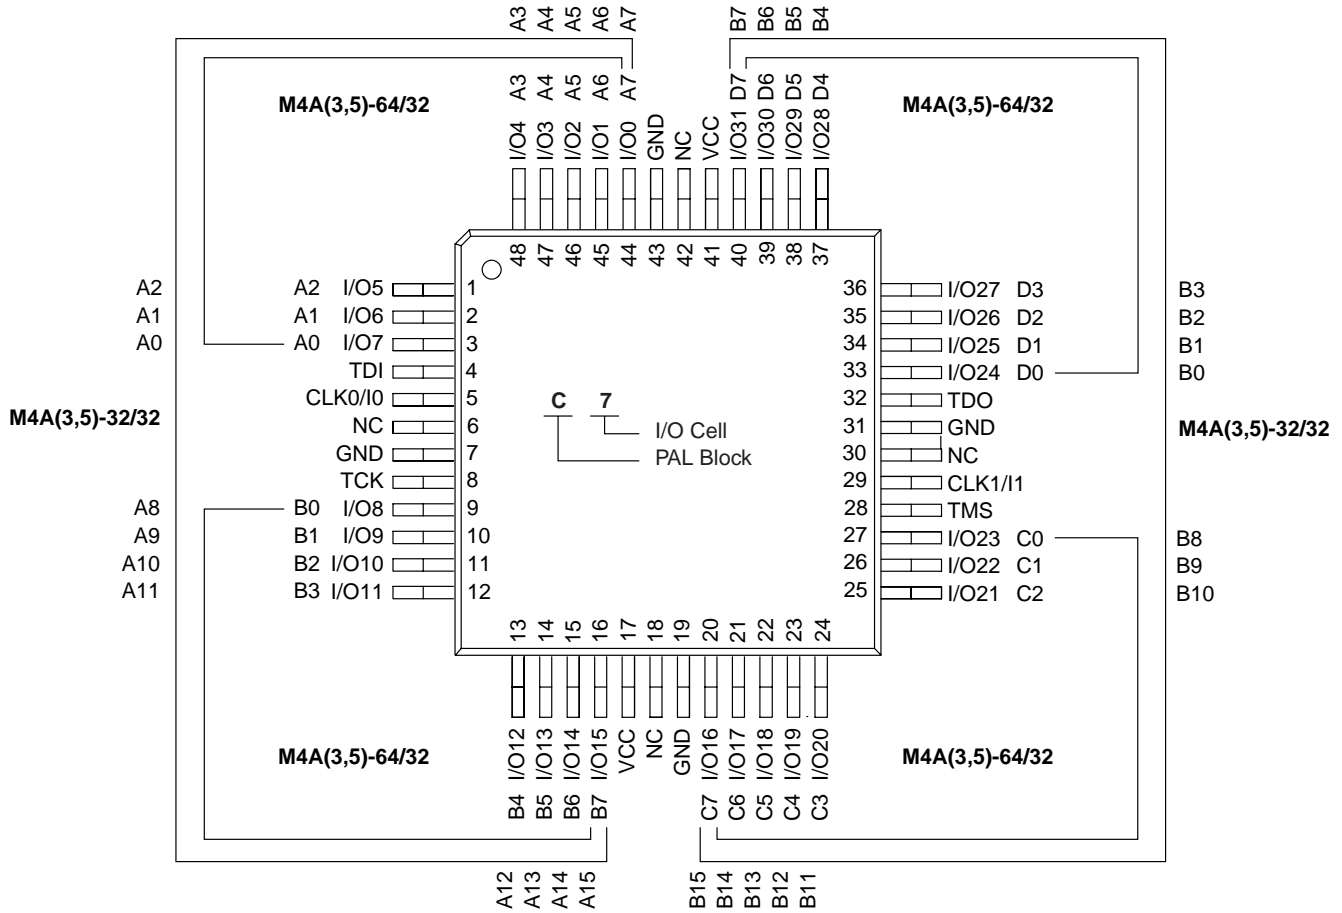 A3 A4 A5 A6 A7 B7 B6 B5 B4
A3 A4 A5 A6 A7 D7 D6 D5 D4
M4A(3,5)-64/32 M4A(3,5)-64/32
I/O4 I/O3 I/O2 I/O1 I/O0 GND NC VCC I/O31 I/O30 I/O29 I/O28
48 47 46 45 44 43 42 41 40 39 38 37
A2 A2 I/O5 1 36 I/O27 D3 B3
A1 A1 I/O6 2 35 I/O26 D2 B2
A0 A0 I/O7 3 34 I/O25 D1 B1
TDI 4 33 I/O24 D0 B0
CLK0/I0 5 32 TDO
M4A(3,5)-32/32 NC 6 31 GND M4A(3,5)-32/32
GND 7 30 NC
TCK 8 29 CLK1/I1
C 7
I/O Cell
PAL Block
A8 B0 I/O8 9 28 TMS
A9 B1 I/O9 10 27 I/O23 C0 B8
A10 B2 I/O10 11 26 I/O22 C1 B9
A11 B3 I/O11 12 25 I/O21 C2 B10
13 14 15 16 17 18 19 20 21 22 23 24
I/O12 I/O13 I/O14 I/O15 VCC NC GND I/O16 I/O17 I/O18 I/O19 I/O20
M4A(3,5)-64/32 M4A(3,5)-64/32
B4 B5 B6 B7 C7 C6 C5 C4 C3
A12 A13 A14 A15 B15 B14 B13 B12 B11